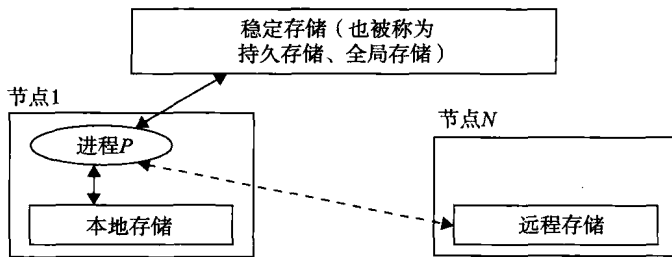 稳定存储（也被称为
持久存储、全局存储）
节点1
进程P
本地存储
节点N
远程存储